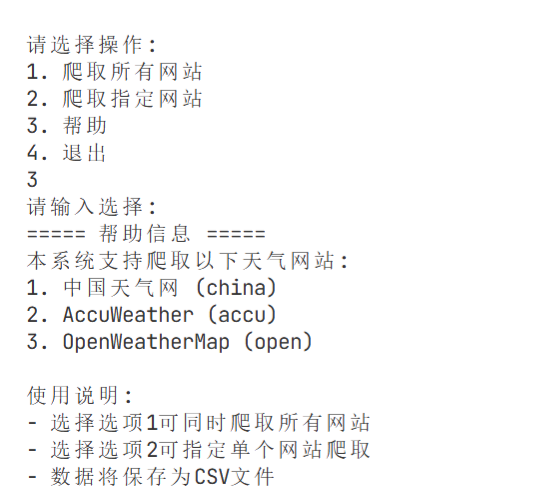 请选择操作:
1. 爬取所有网站
2. 爬取指定网站
3. 帮助
4. 退出
3
请输入选择:
===== 帮助信息 =====
本系统支持爬取以下天气网站:
1. 中国天气网 (china)
2. AccuWeather (accu)
3. OpenWeatherMap (open)
使用说明:
- 选择选项1可同时爬取所有网站
- 选择选项2可指定单个网站爬取
- 数据将保存为CSV文件